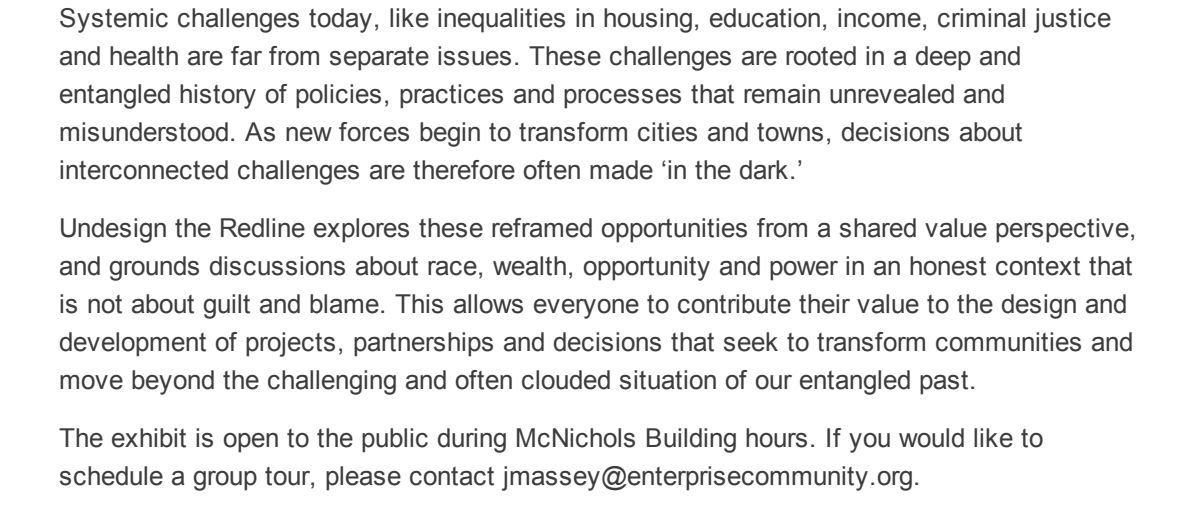 Systemic challenges today, like inequalities in housing, education, income, criminal justice
and health are far from separate issues. These challenges are rooted in a deep and
entangled history of policies, practices and processes that remain unrevealed and
misunderstood. As new forces begin to transform cities and towns, decisions about
interconnected challenges are therefore often made ‘in the dark.’
Undesign the Redline explores these reframed opportunities from a shared value perspective,
and grounds discussions about race, wealth, opportunity and power in an honest context that
is not about guilt and blame. This allows everyone to contribute their value to the design and
development of projects, partnerships and decisions that seek to transform communities and
move beyond the challenging and often clouded situation of our entangled past.
The exhibit is open to the public during McNichols Building hours. If you would like to
schedule a group tour, please contact jmassey@enterprisecommunity.org.